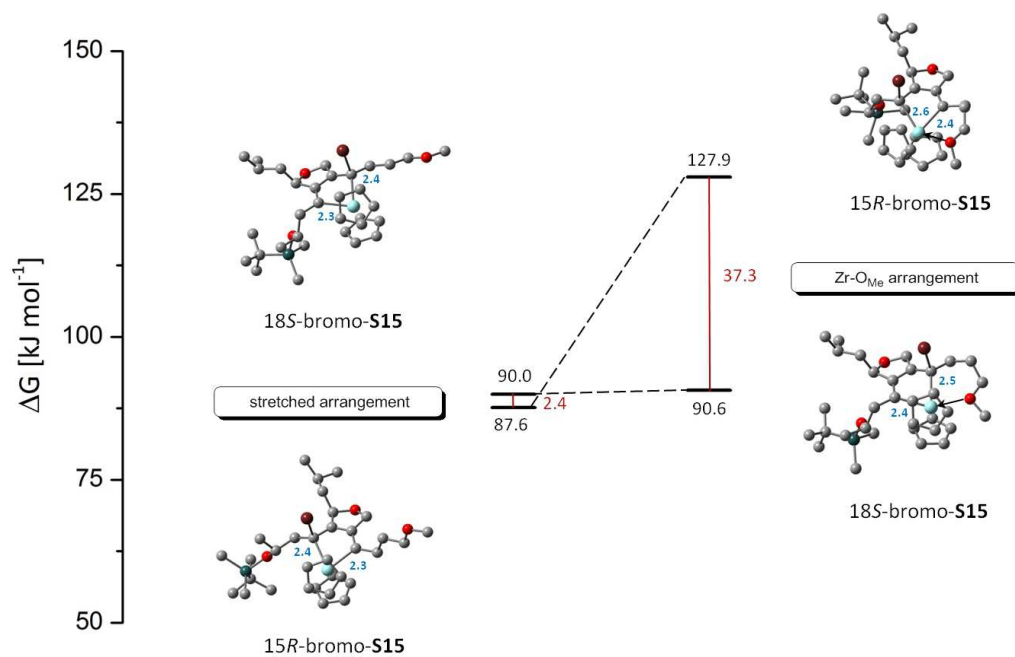 ΔG [kJ mol⁻¹]
150
125
100
75
50
2.4
2.3
18S-bromo-S15
stretched arrangement
2.4
2.3
15R-bromo-S15
90.0
2.4
87.6
127.9
37.3
90.6
2.6
2.4
15R-bromo-S15
Zr-O_Me arrangement
2.5
2.4
18S-bromo-S15